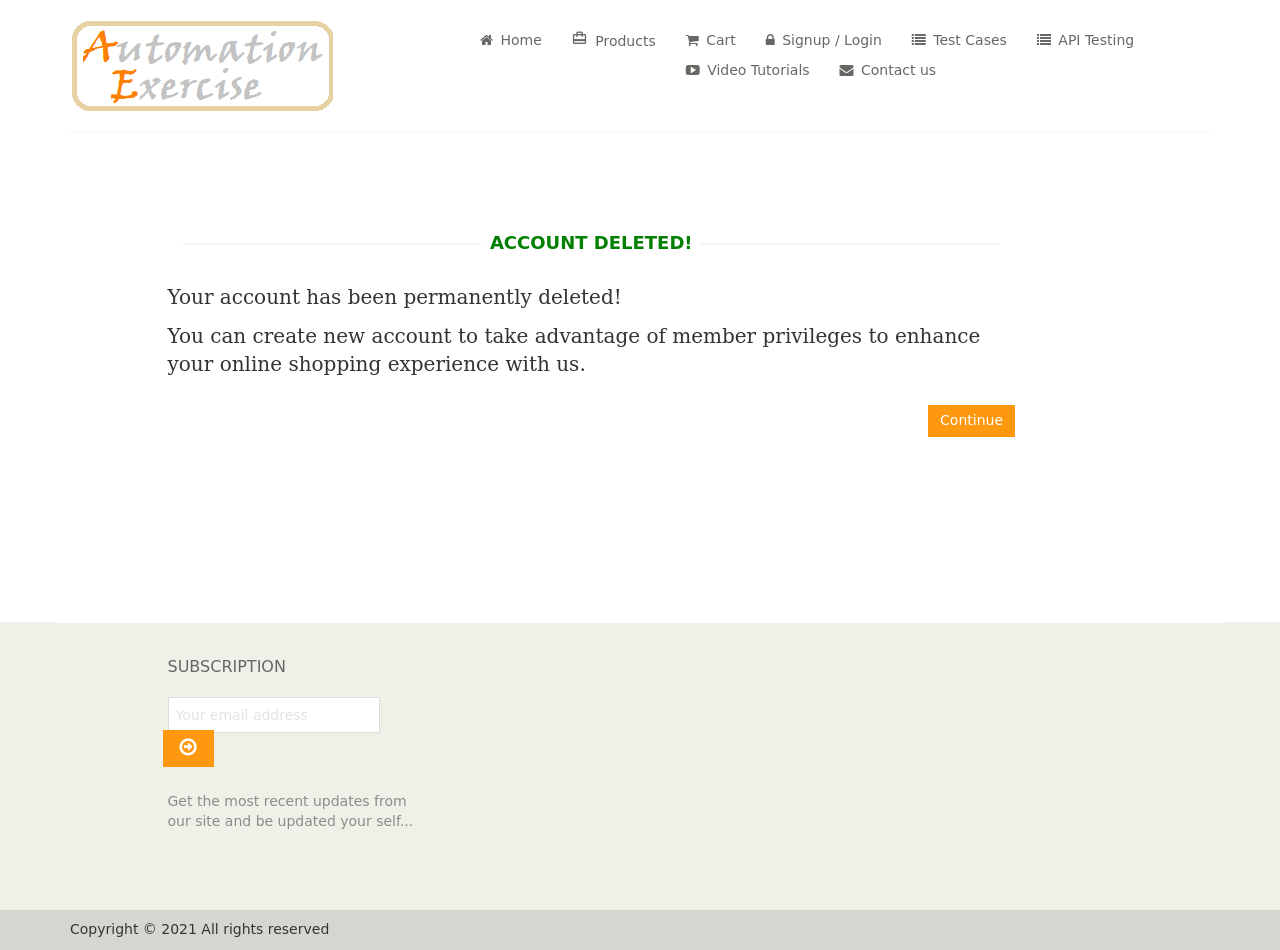 Automation
Exercise
Home
Products
Cart
Signup / Login
Test Cases
API Testing
Video Tutorials
Contact us
ACCOUNT DELETED!
Your account has been permanently deleted!
You can create new account to take advantage of member privileges to enhance
your online shopping experience with us.
Continue
SUBSCRIPTION
Your email address
Get the most recent updates from
our site and be updated your self...
Copyright © 2021 All rights reserved